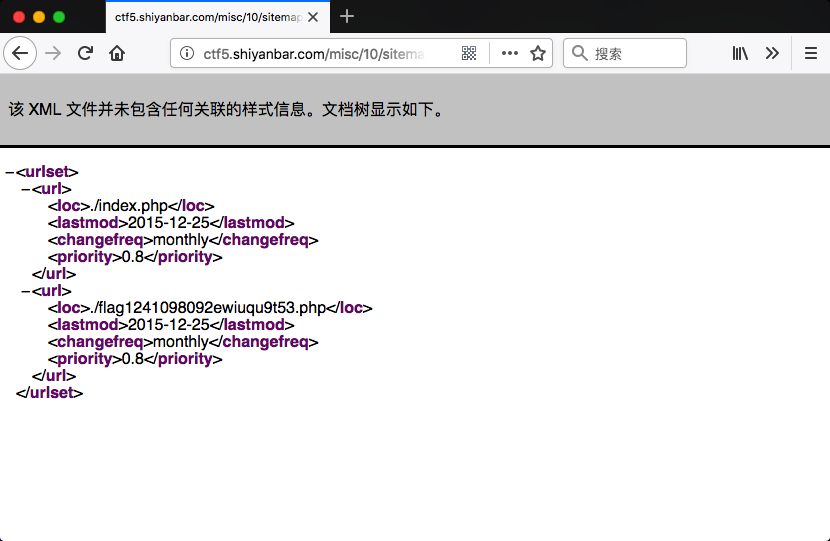 ctf5.shiyanbar.com/misc/10/sitemap
ctf5.shiyanbar.com/misc/10/sitema
搜索
该 XML 文件并未包含任何关联的样式信息。文档树显示如下。
−<urlset>
−<url>
<loc>./index.php</loc>
<lastmod>2015-12-25</lastmod>
<changefreq>monthly</changefreq>
<priority>0.8</priority>
</url>
−<url>
<loc>./flag1241098092ewiuqu9t53.php</loc>
<lastmod>2015-12-25</lastmod>
<changefreq>monthly</changefreq>
<priority>0.8</priority>
</url>
</urlset>